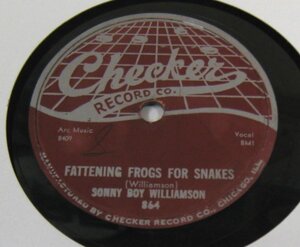 Checker
RECORD CO.
Arc Music
8409
Vocal
8641
FATTENING FROGS FOR SNAKES
(Williamson)
SONNY BOY WILLIAMSON
864
MANUFACTURED BY CHECKER RECORD CO., CHICAGO, ILL.